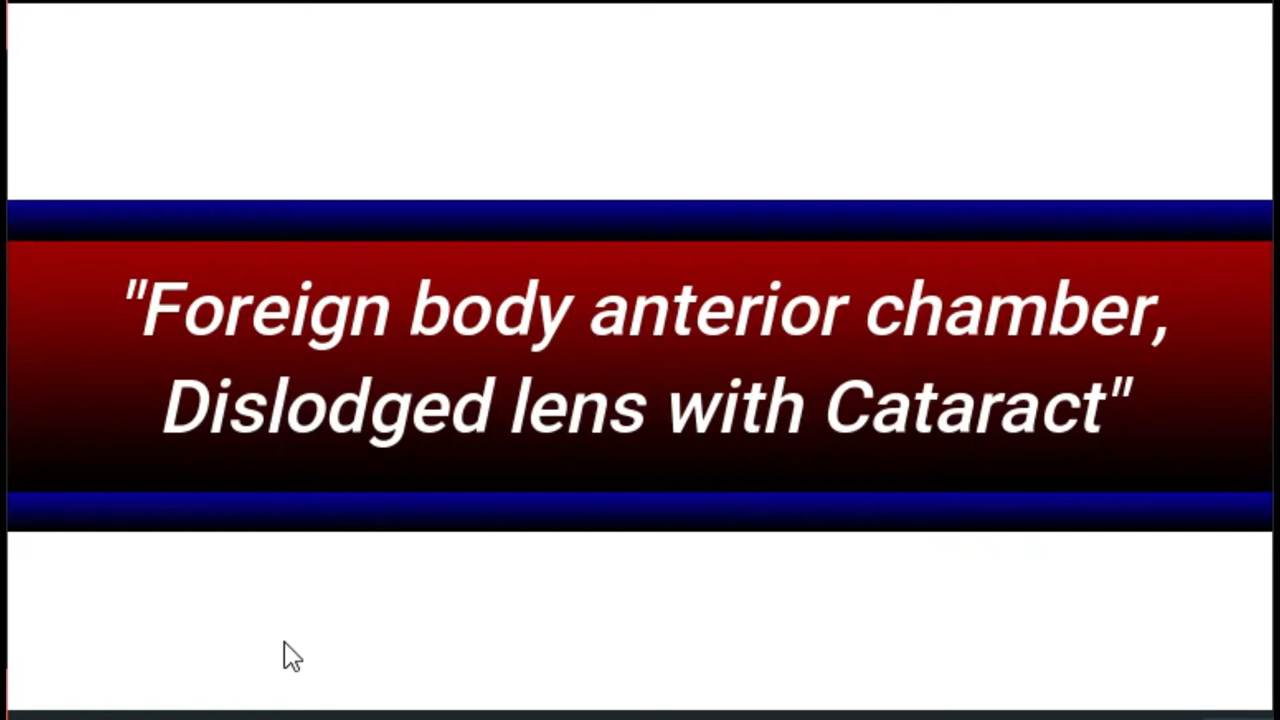 "Foreign body anterior chamber,
Dislodged lens with Cataract"